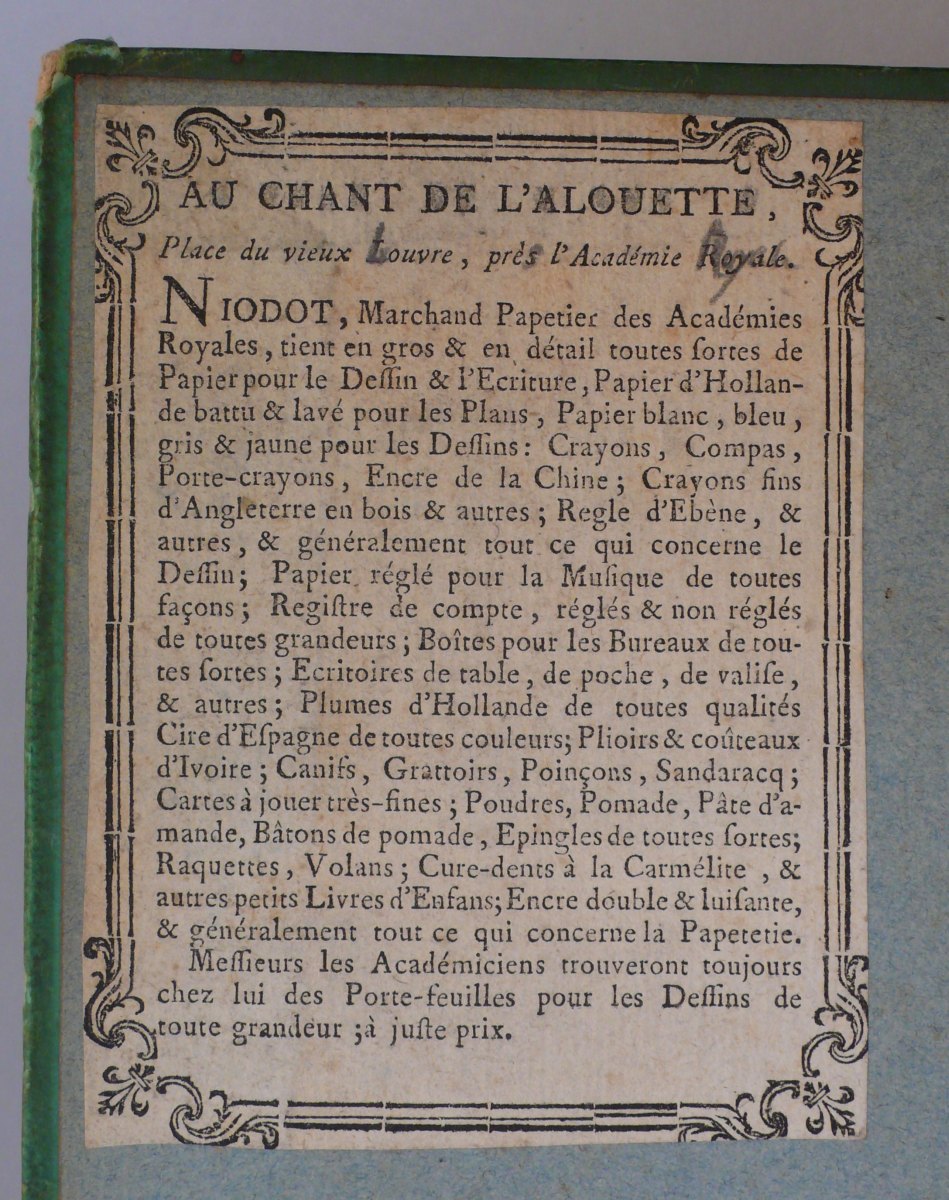 AU CHANT DE L'ALOUETTE,
Place du vieux Louvre, près l'Académie Royale.
NIODOT, Marchand Papetier des Académies
Royales, tient en gros & en détail toutes ſortes de
Papier pour le Deſſin & l'Ecriture, Papier d'Hollan-
de battu & lavé pour les Plans, Papier blanc, bleu,
gris & jaune pour les Deſſins: Crayons, Compas,
Porte-crayons, Encre de la Chine; Crayons fins
d'Angleterre en bois & autres; Regle d'Ebène, &
autres, & généralement tout ce qui concerne le
Deſſin; Papier réglé pour la Muſique de toutes
façons; Regiſtre de compte, réglés & non réglés
de toutes grandeurs; Boîtes pour les Bureaux de tou-
tes ſortes; Ecritoires de table, de poche, de valiſe,
& autres; Plumes d'Hollande de toutes qualités
Cire d'Eſpagne de toutes couleurs; Plioirs & coûteaux
d'Ivoire; Canifs, Grattoirs, Poinçons, Sandaracq;
Cartes à jouer très-fines; Poudres, Pomade, Pâte d'a-
mande, Bâtons de pomade, Epingles de toutes ſortes;
Raquettes, Volans; Cure-dents à la Carmélite, &
autres petits Livres d'Enfans; Encre double & luiſante,
& généralement tout ce qui concerne la Papetetie.
Meſſieurs les Académiciens trouveront toujours
chez lui des Porte-feuilles pour les Deſſins de
toute grandeur; à juſte prix.